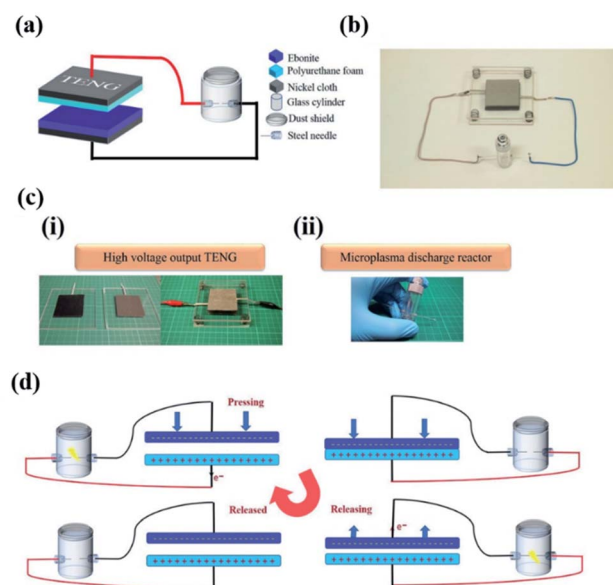 (a)
TENG
Ebonite
Polyurethane foam
Nickel cloth
Glass cylinder
Dust shield
Steel needle
(b)
(c)
(i)
High voltage output TENG
(ii)
Microplasma discharge reactor
(d)
Pressing
e⁻
Released
Releasing
e⁻